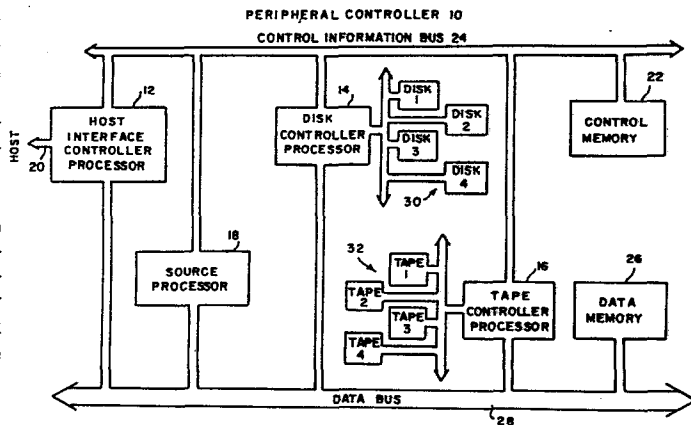 PERIPHERAL CONTROLLER 10
CONTROL INFORMATION BUS 24
12
HOST
INTERFACE
CONTROLLER
PROCESSOR
HOST
20
14
DISK
CONTROLLER
PROCESSOR
DISK
1
DISK
2
DISK
3
DISK
4
30
22
CONTROL
MEMORY
18
SOURCE
PROCESSOR
32
TAPE
1
TAPE
2
TAPE
3
TAPE
4
16
TAPE
CONTROLLER
PROCESSOR
26
DATA
MEMORY
DATA BUS
28